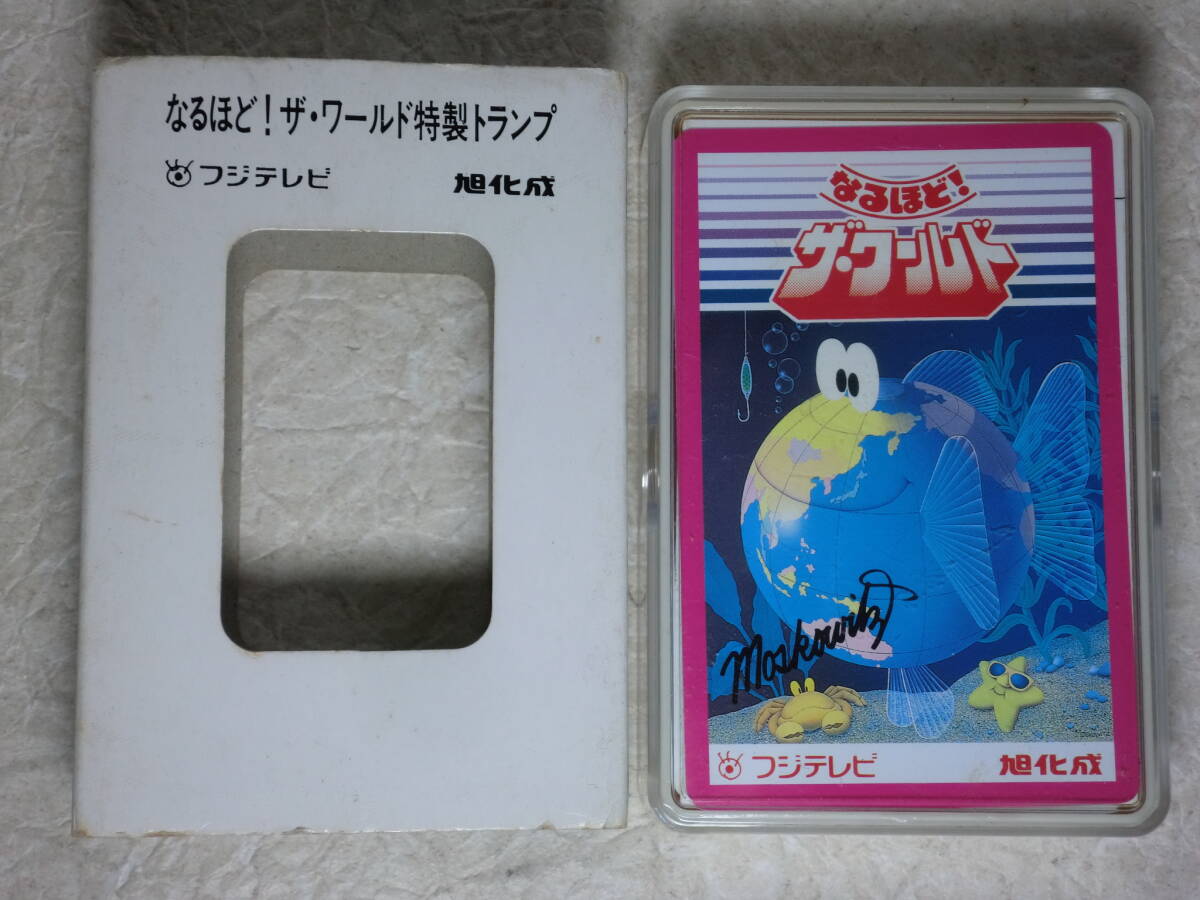 なるほど！ザ・ワールド特製トランプ
フジテレビ 旭化成
なるほど！
ザ・ワールド
Moskowitz
フジテレビ 旭化成